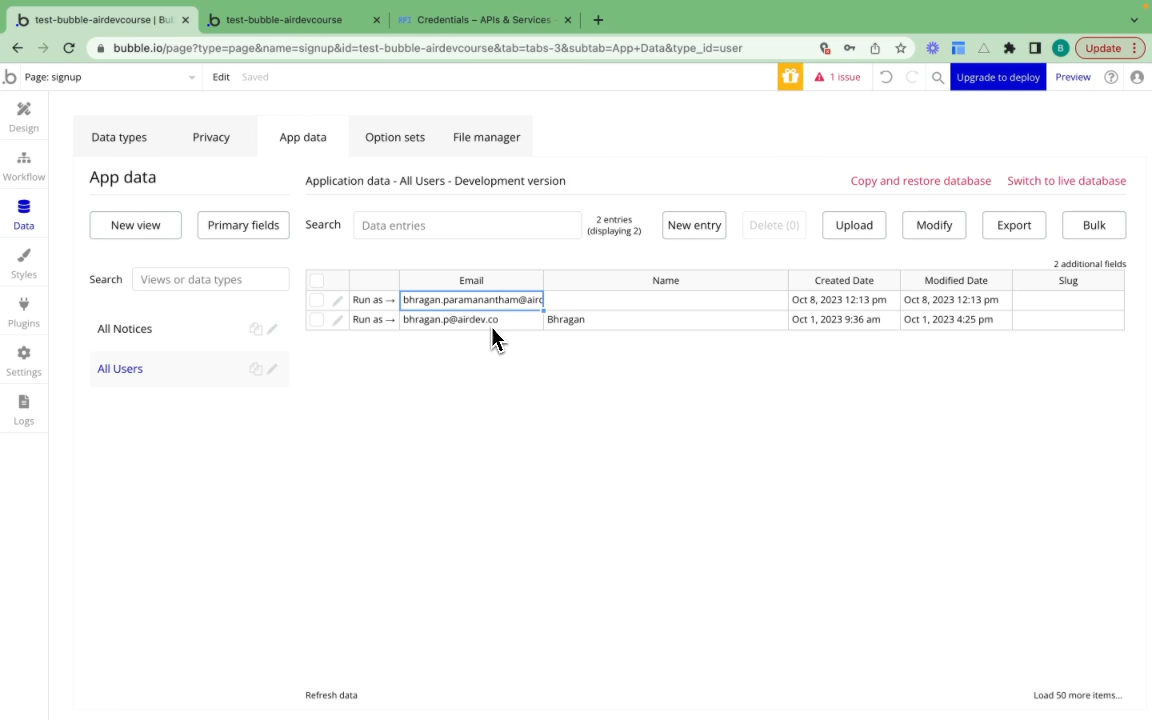 test-bubble-airdevcourse | Bu
test-bubble-airdevcourse
RPI Credentials – APIs & Services
bubble.io/page?type=page&name=signup&id=test-bubble-airdevcourse&tab=tabs-3&subtab=App+Data&type_id=user
B
Update
Page: signup
Edit
Saved
1 issue
Upgrade to deploy
Preview
Design
Workflow
Data
Styles
Plugins
Settings
Logs
Data types
Privacy
App data
Option sets
File manager
App data
Application data - All Users - Development version
Copy and restore database
Switch to live database
New view
Primary fields
Search
Data entries
2 entries
(displaying 2)
New entry
Delete (0)
Upload
Modify
Export
Bulk
Search
Views or data types
2 additional fields
All Notices
All Users
Email Name Created Date Modified Date Slug
Run as → bhragan.paramanantham@airc Oct 8, 2023 12:13 pm Oct 8, 2023 12:13 pm
Run as → bhragan.p@airdev.co Bhragan Oct 1, 2023 9:36 am Oct 1, 2023 4:25 pm
Refresh data
Load 50 more items...